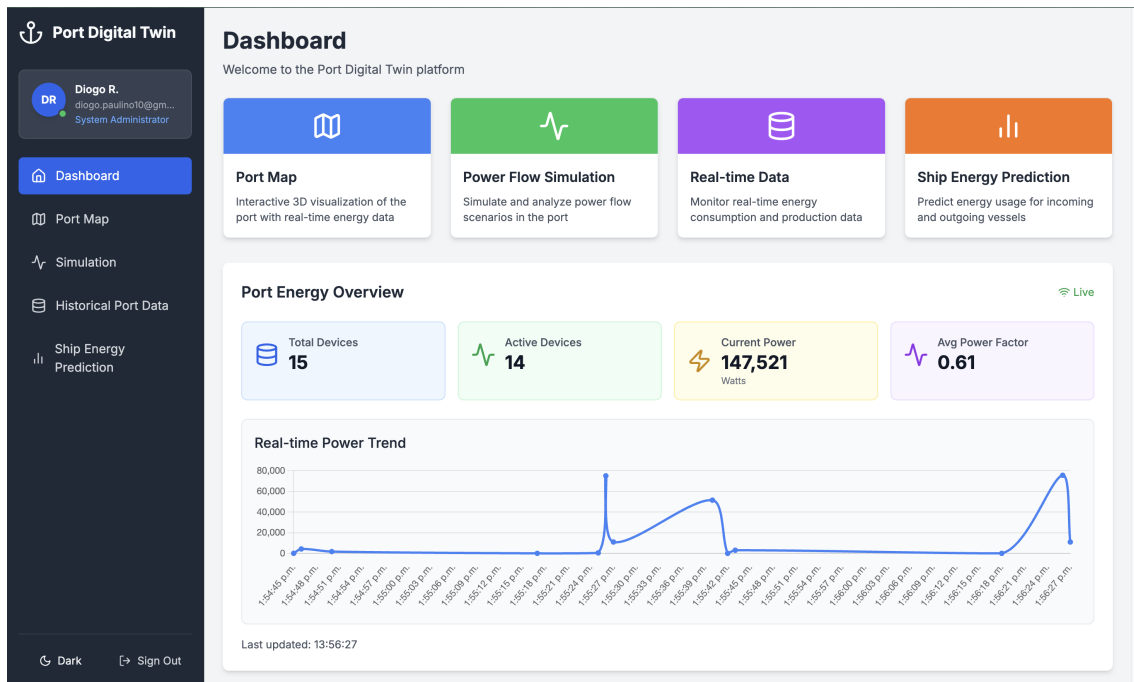 Port Digital Twin
DR
Diogo R.
diogo.paulino10@gm...
System Administrator
Dashboard
Port Map
Simulation
Historical Port Data
Ship Energy
Prediction
Dark
Sign Out
Dashboard
Welcome to the Port Digital Twin platform
Port Map
Interactive 3D visualization of the
port with real-time energy data
Power Flow Simulation
Simulate and analyze power flow
scenarios in the port
Real-time Data
Monitor real-time energy
consumption and production data
Ship Energy Prediction
Predict energy usage for incoming
and outgoing vessels
Port Energy Overview
Live
Total Devices
15
Active Devices
14
Current Power
147,521
Watts
Avg Power Factor
0.61
Real-time Power Trend
80,000
60,000
40,000
20,000
0
1:54:45 p.m.
1:54:48 p.m.
1:54:51 p.m.
1:54:54 p.m.
1:54:57 p.m.
1:55:00 p.m.
1:55:03 p.m.
1:55:06 p.m.
1:55:09 p.m.
1:55:12 p.m.
1:55:15 p.m.
1:55:18 p.m.
1:55:21 p.m.
1:55:24 p.m.
1:55:27 p.m.
1:55:30 p.m.
1:55:33 p.m.
1:55:36 p.m.
1:55:39 p.m.
1:55:42 p.m.
1:55:45 p.m.
1:55:48 p.m.
1:55:51 p.m.
1:55:54 p.m.
1:55:57 p.m.
1:56:00 p.m.
1:56:03 p.m.
1:56:06 p.m.
1:56:09 p.m.
1:56:12 p.m.
1:56:15 p.m.
1:56:18 p.m.
1:56:21 p.m.
1:56:24 p.m.
1:56:27 p.m.
Last updated: 13:56:27